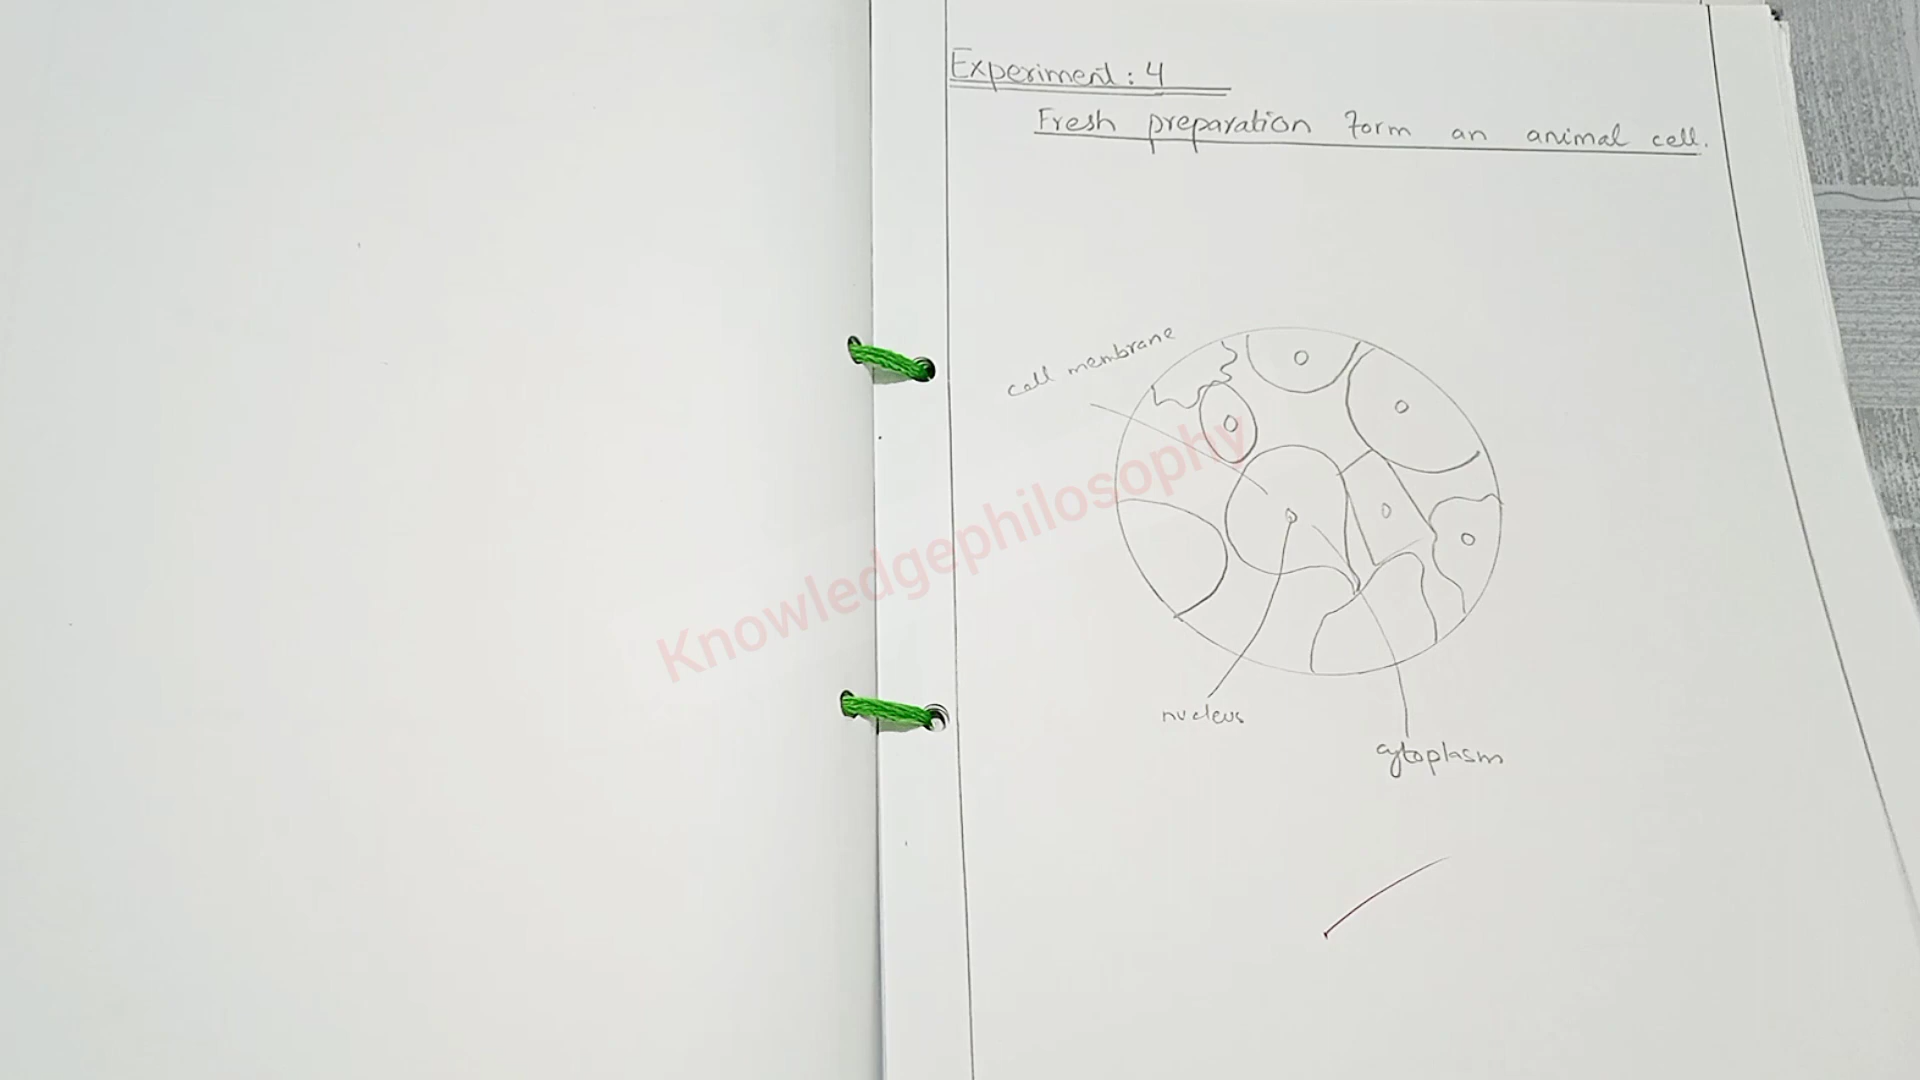 Experiment: 4
Fresh preparation form an animal cell.
cell membrane
Knowledgephilosophy
nucleus
cytoplasm